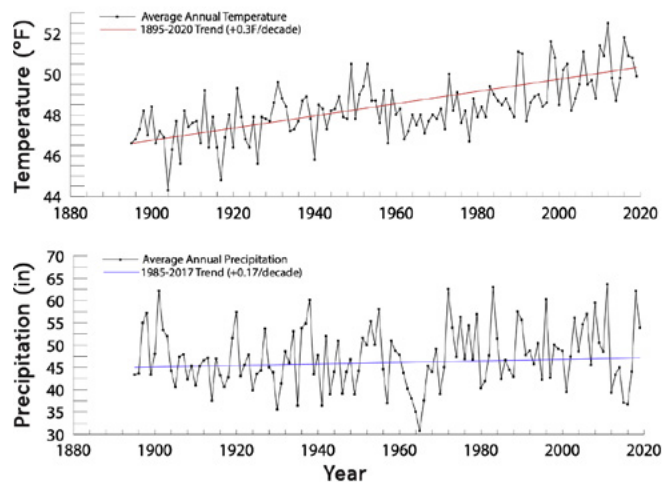 Average Annual Temperature
1895-2020 Trend (+0.3F/decade)
Temperature (°F)
52
50
48
46
44
1880 1900 1920 1940 1960 1980 2000 2020
Average Annual Precipitation
1985-2017 Trend (+0.17/decade)
Precipitation (in)
70
65
60
55
50
45
40
35
30
1880 1900 1920 1940 1960 1980 2000 2020
Year